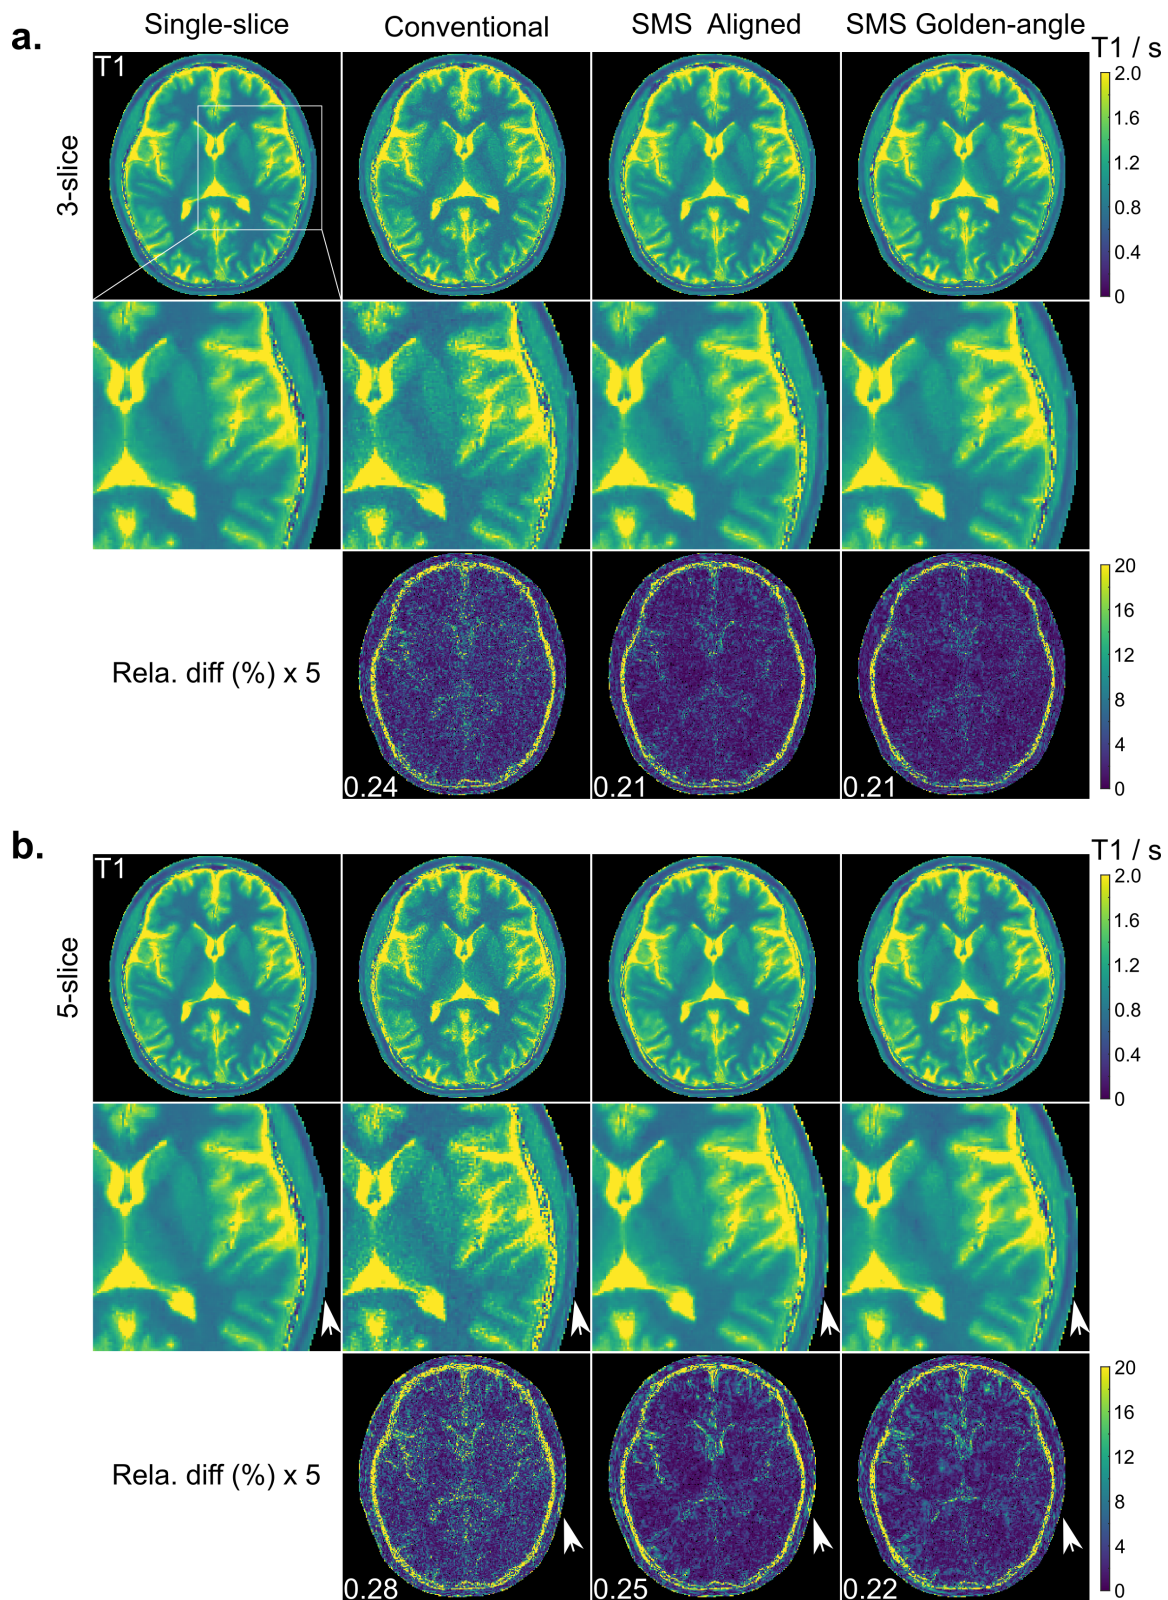 a.
Single-slice
Conventional
SMS Aligned
SMS Golden-angle
T1 / s
3-slice
T1
2.0
1.6
1.2
0.8
0.4
0
Rela. diff (%) x 5
0.24
0.21
0.21
20
16
12
8
4
0
b.
T1 / s
5-slice
T1
2.0
1.6
1.2
0.8
0.4
0
Rela. diff (%) x 5
0.28
0.25
0.22
20
16
12
8
4
0